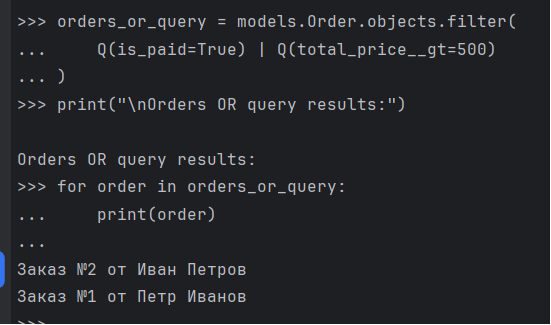 >>> orders_or_query = models.Order.objects.filter(
...     Q(is_paid=True) | Q(total_price__gt=500)
... )
>>> print("\nOrders OR query results:")
Orders OR query results:
>>> for order in orders_or_query:
...     print(order)
...
Заказ №2 от Иван Петров
Заказ №1 от Петр Иванов
>>>